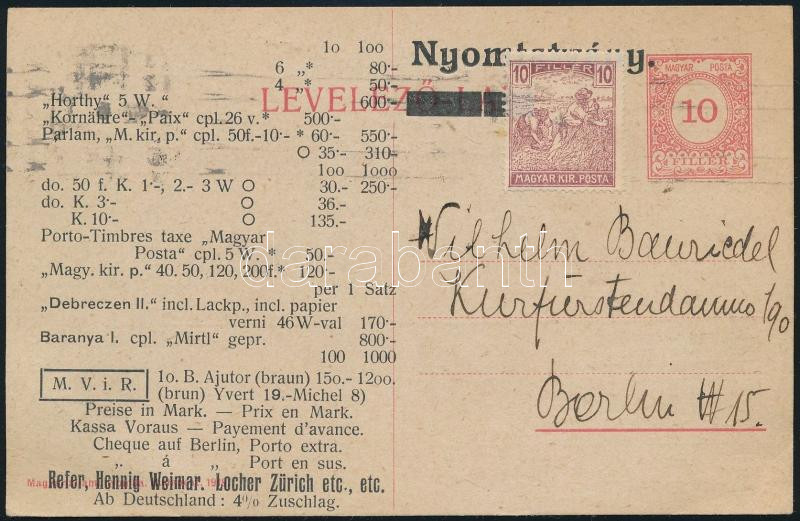 10 100
6 „* 80·-
4 „* 50·-
„Horthy" 5 W. " 600·-
„Kornähre"- „Paix" cpl. 26 v. * 500·-
Parlam, „M. kir. p." cpl. 50f.-10·- * 60·- 550·-
O 35·- 310·-
100 1000
do. 50 f. K. 1·-, 2.- 3 W O 30.- 250·-
do. K. 3·- O 36.-
K. 10·- O 135.-
Porto-Timbres taxe „Magyar
Posta" cpl. 5 W. * 50.-
„Magy. kir. p." 40. 50, 120, 200f.* 120·-
per 1 Satz
„Debreczen II." incl. Lackp., incl. papier
verni 46 W-val 170·-
Baranya I. cpl. „Mirtl" gepr. 800·-
100 1000
M. V. i. R. 10. B. Ajutor (braun) 150.- 1200.
(brun) Yvert 19.-Michel 8)
Preise in Mark. — Prix en Mark.
Kassa Voraus — Payement d'avance.
Cheque auf Berlin, Porto extra.
„ á „ Port en sus.
Refer, Hennig Weimar. Locher Zürich etc., etc.
Ab Deutschland : 4% Zuschlag.
Nyomtatvány.
LEVELEZŐ-LAP
10 FILLER 10
MAGYAR KIR. POSTA
MAGYAR POSTA
10
FILLER
Wilhelm Bauriedel
Kurfürstendamm 190
Berlin W 15.
darabanth